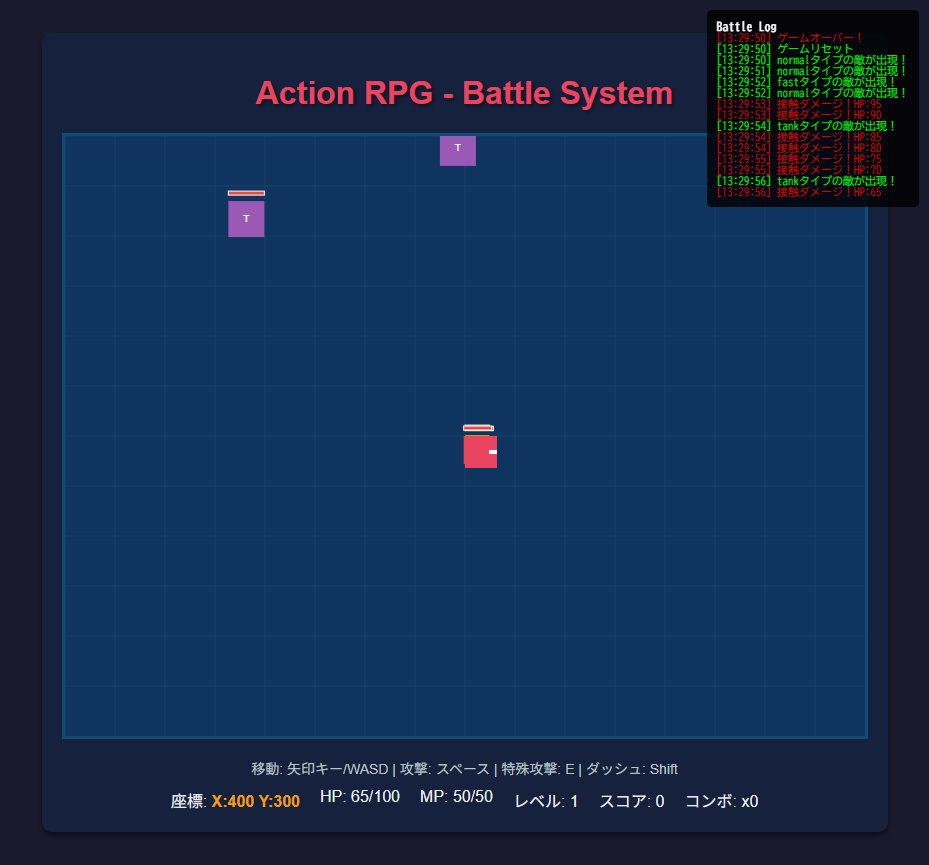 Battle Log
[13:29:50] ゲームオーバー！
[13:29:50] ゲームリセット
[13:29:50] normalタイプの敵が出現！
[13:29:51] normalタイプの敵が出現！
[13:29:52] fastタイプの敵が出現！
[13:29:52] normalタイプの敵が出現！
[13:29:53] 接触ダメージ！HP:95
[13:29:53] 接触ダメージ！HP:90
[13:29:54] tankタイプの敵が出現！
[13:29:54] 接触ダメージ！HP:85
[13:29:54] 接触ダメージ！HP:80
[13:29:55] 接触ダメージ！HP:75
[13:29:55] 接触ダメージ！HP:70
[13:29:56] tankタイプの敵が出現！
[13:29:56] 接触ダメージ！HP:65
Action RPG - Battle System
T
T
移動: 矢印キー/WASD | 攻撃: スペース | 特殊攻撃: E | ダッシュ: Shift
座標: X:400 Y:300 HP: 65/100 MP: 50/50 レベル: 1 スコア: 0 コンボ: x0